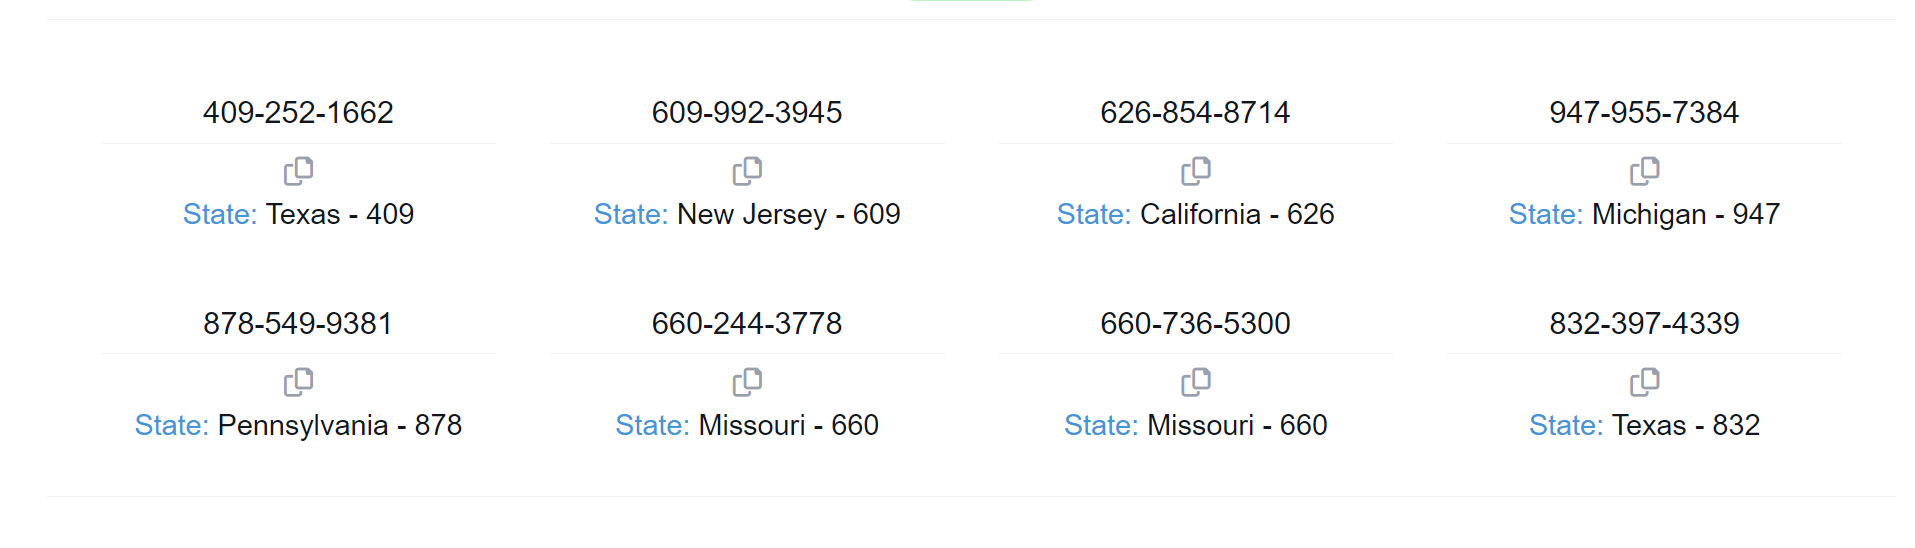 409-252-1662
609-992-3945
626-854-8714
947-955-7384
State: Texas - 409
State: New Jersey - 609
State: California - 626
State: Michigan - 947
878-549-9381
660-244-3778
660-736-5300
832-397-4339
State: Pennsylvania - 878
State: Missouri - 660
State: Missouri - 660
State: Texas - 832